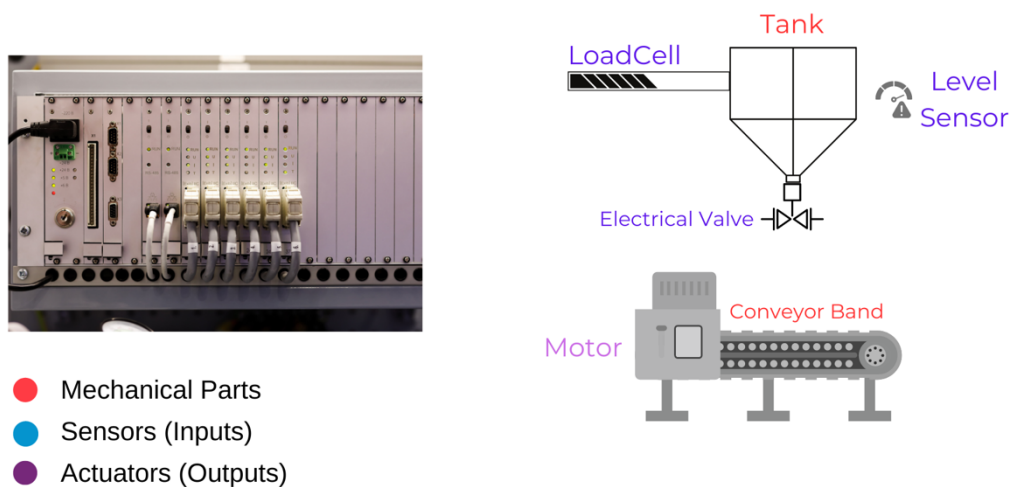 Tank
LoadCell
Level
Sensor
Electrical Valve
Conveyor Band
Motor
Mechanical Parts
Sensors (Inputs)
Actuators (Outputs)